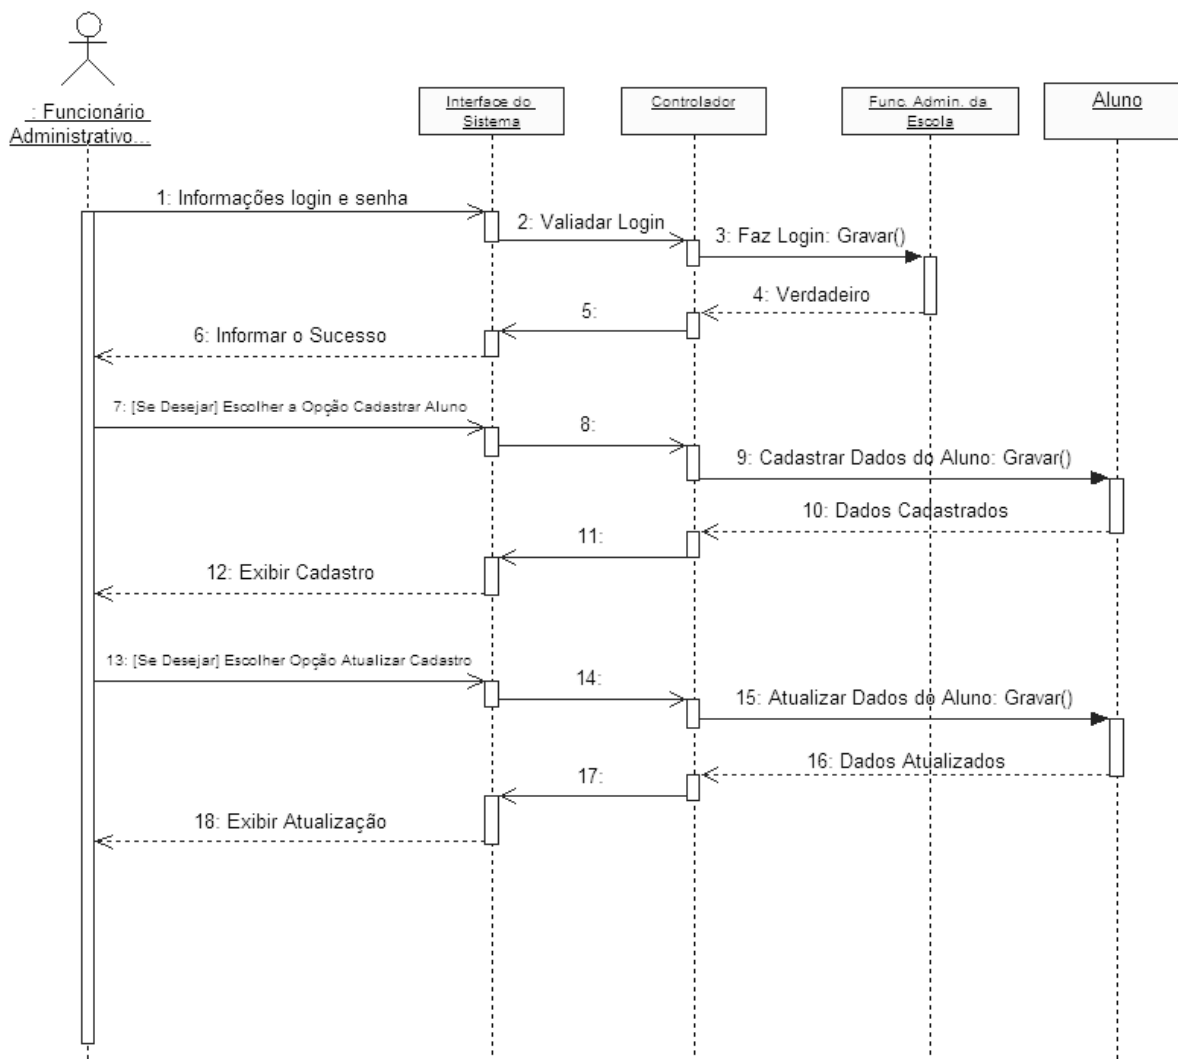 : Funcionário
Administrativo...
Interface do
Sistema
Controlador
Func. Admin. da
Escola
Aluno
1: Informações login e senha
2: Valiadar Login
3: Faz Login: Gravar()
4: Verdadeiro
5:
6: Informar o Sucesso
7: [Se Desejar] Escolher a Opção Cadastrar Aluno
8:
9: Cadastrar Dados do Aluno: Gravar()
10: Dados Cadastrados
11:
12: Exibir Cadastro
13: [Se Desejar] Escolher Opção Atualizar Cadastro
14:
15: Atualizar Dados do Aluno: Gravar()
16: Dados Atualizados
17:
18: Exibir Atualização